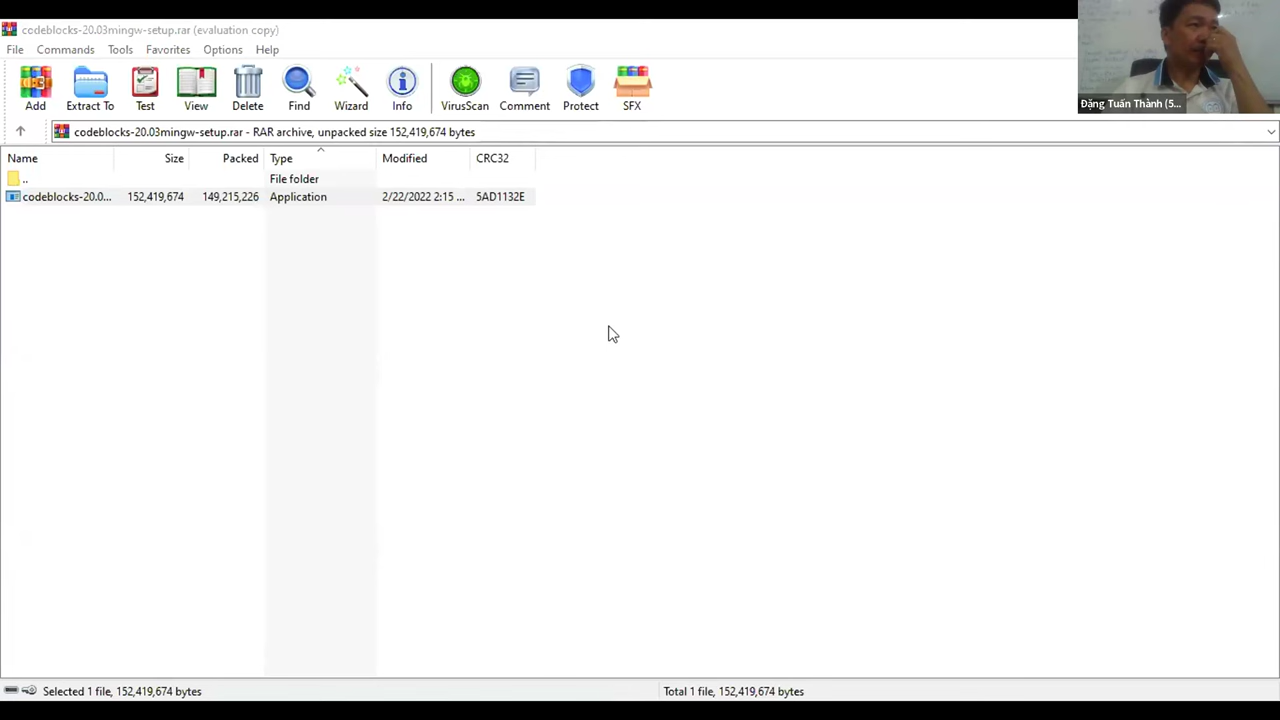 codeblocks-20.03mingw-setup.rar (evaluation copy)
File Commands Tools Favorites Options Help
Add Extract To Test View Delete Find Wizard Info VirusScan Comment Protect SFX
Đặng Tuấn Thành (5...
codeblocks-20.03mingw-setup.rar - RAR archive, unpacked size 152,419,674 bytes
Name Size Packed Type Modified CRC32
.. File folder
codeblocks-20.0... 152,419,674 149,215,226 Application 2/22/2022 2:15 ... 5AD1132E
Selected 1 file, 152,419,674 bytes Total 1 file, 152,419,674 bytes